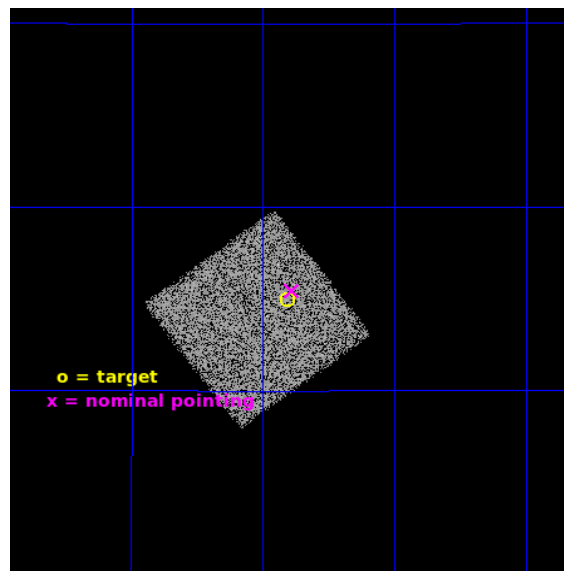 o = target
x = nominal pointing